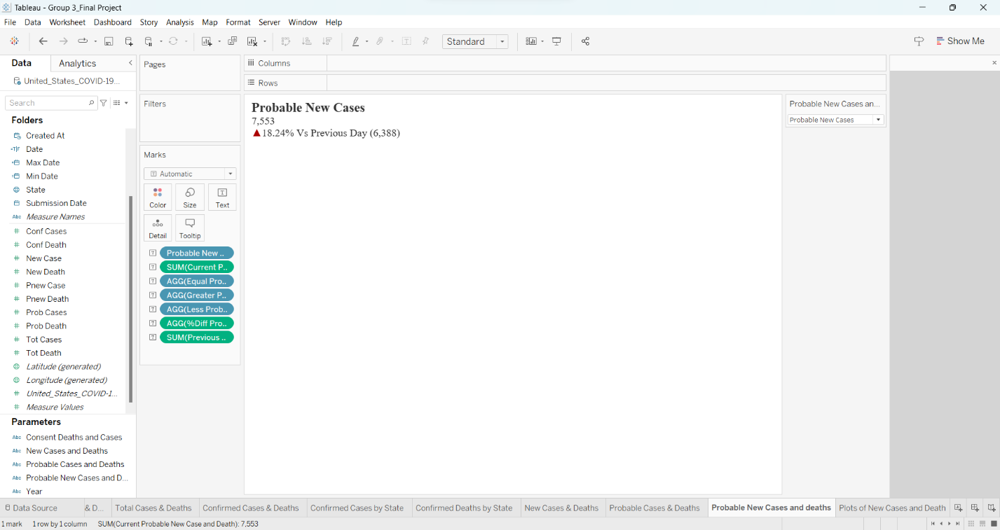 Tableau - Group 3_Final Project
File Data Worksheet Dashboard Story Analysis Map Format Server Window Help
Standard
Show Me
Data
Analytics
United_States_COVID-19...
Search
Folders
Created At
Date
Max Date
Min Date
State
Submission Date
Abc Measure Names
Conf Cases
Conf Death
New Case
New Death
Pnew Case
Pnew Death
Prob Cases
Prob Death
Tot Cases
Tot Death
Latitude (generated)
Longitude (generated)
United_States_COVID-1...
Measure Values
Parameters
Abc Consent Deaths and Cases
Abc New Cases and Deaths
Abc Probable Cases and Deaths
Abc Probable New Cases and D...
Abc Year
Pages
Filters
Marks
Automatic
Color Size Text
Detail Tooltip
Probable New ..
SUM(Current P..
AGG(Equal Pro..
AGG(Greater P..
AGG(Less Prob..
AGG(%Diff Pro..
SUM(Previous ..
Columns
Rows
Probable New Cases
7,553
▲18.24% Vs Previous Day (6,388)
Probable New Cases an...
Probable New Cases
Data Source
& D...
Total Cases & Deaths
Confirmed Cases & Deaths
Confirmed Cases by State
Confirmed Deaths by State
New Cases & Deaths
Probable Cases & Deaths
Probable New Cases and deaths
Plots of New Cases and Death
1 mark 1 row by 1 column SUM(Current Probable New Case and Death): 7,553